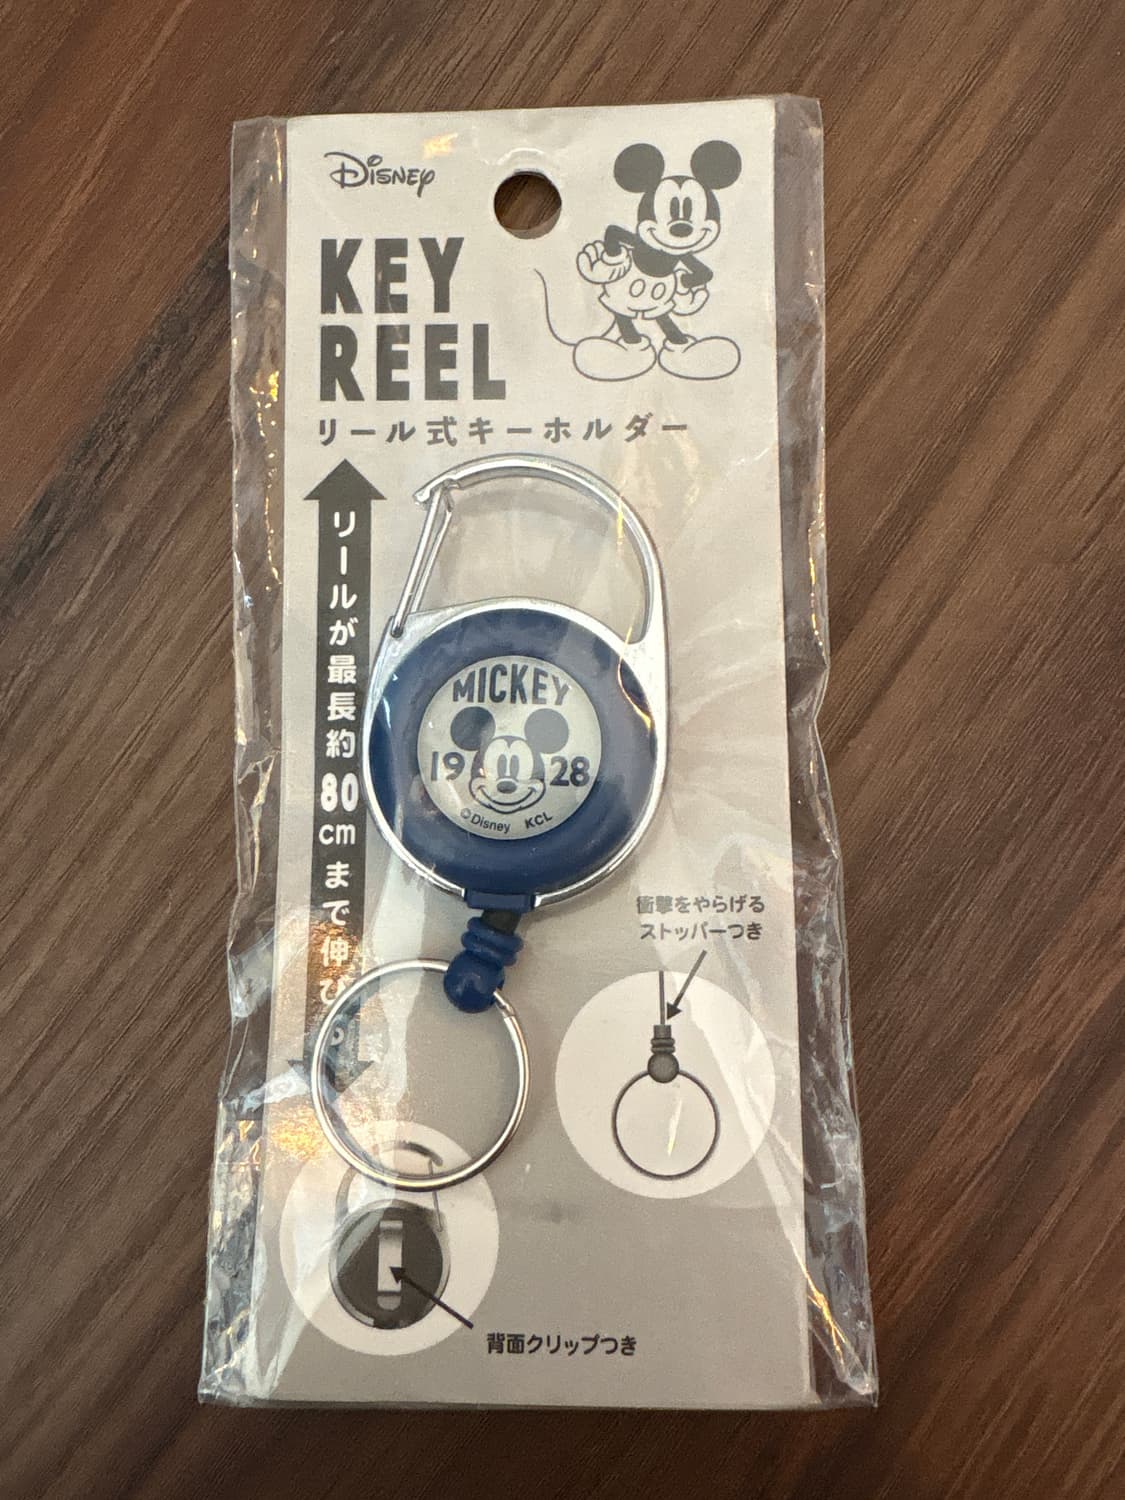 Disney
KEY
REEL
リール式キーホルダー
リールが最長約80cmまで伸びる
MICKEY
19 28
©Disney KCL
衝撃をやらげる
ストッパーつき
背面クリップつき